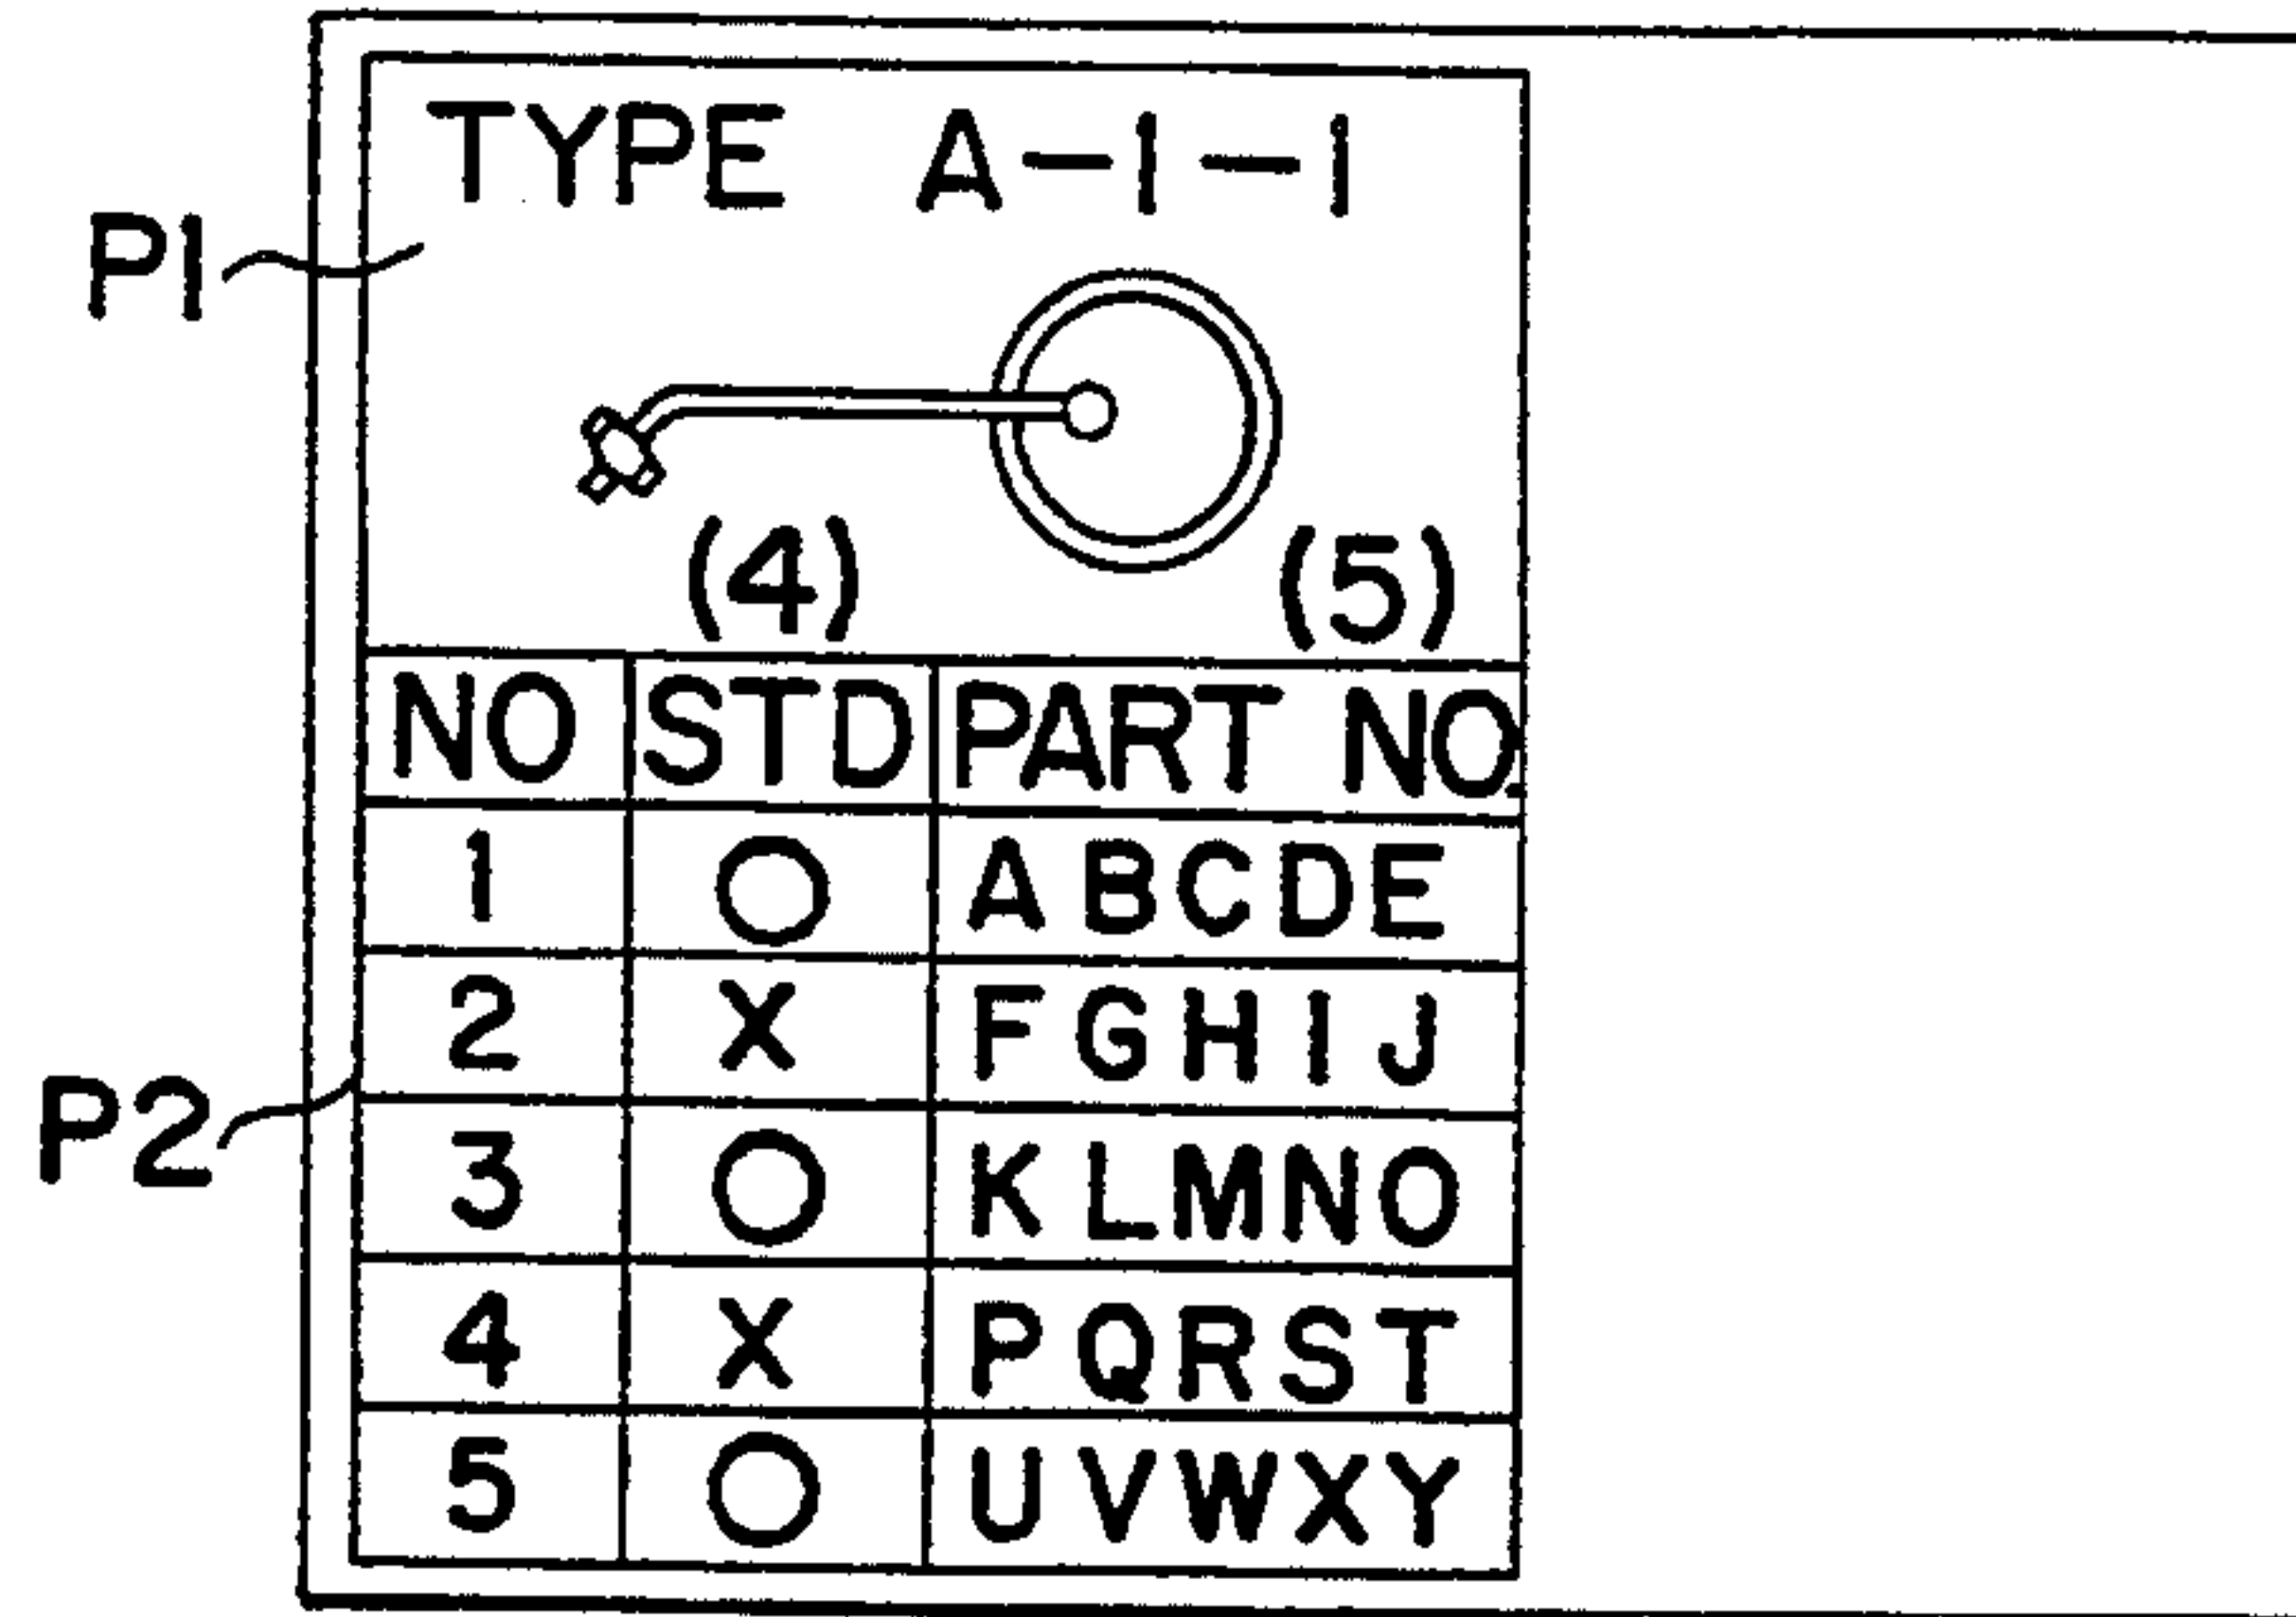 TYPE A-1-1
P1
(4) (5)
NO STD PART NO.
1 ○ ABCDE
2 X FGHIJ
P2
3 ○ KLMNO
4 X PQRST
5 ○ UVWXY